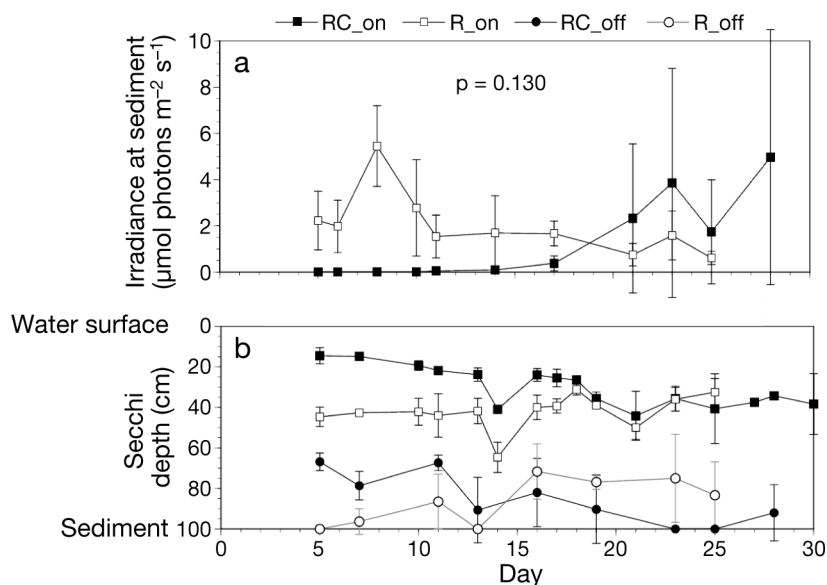 RC_on R_on RC_off R_off
a
p = 0.130
Irradiance at sediment
(µmol photons m⁻² s⁻¹)
10
8
6
4
2
0
Water surface
b
Secchi
depth (cm)
0
20
40
60
80
Sediment 100
0 5 10 15 20 25 30
Day